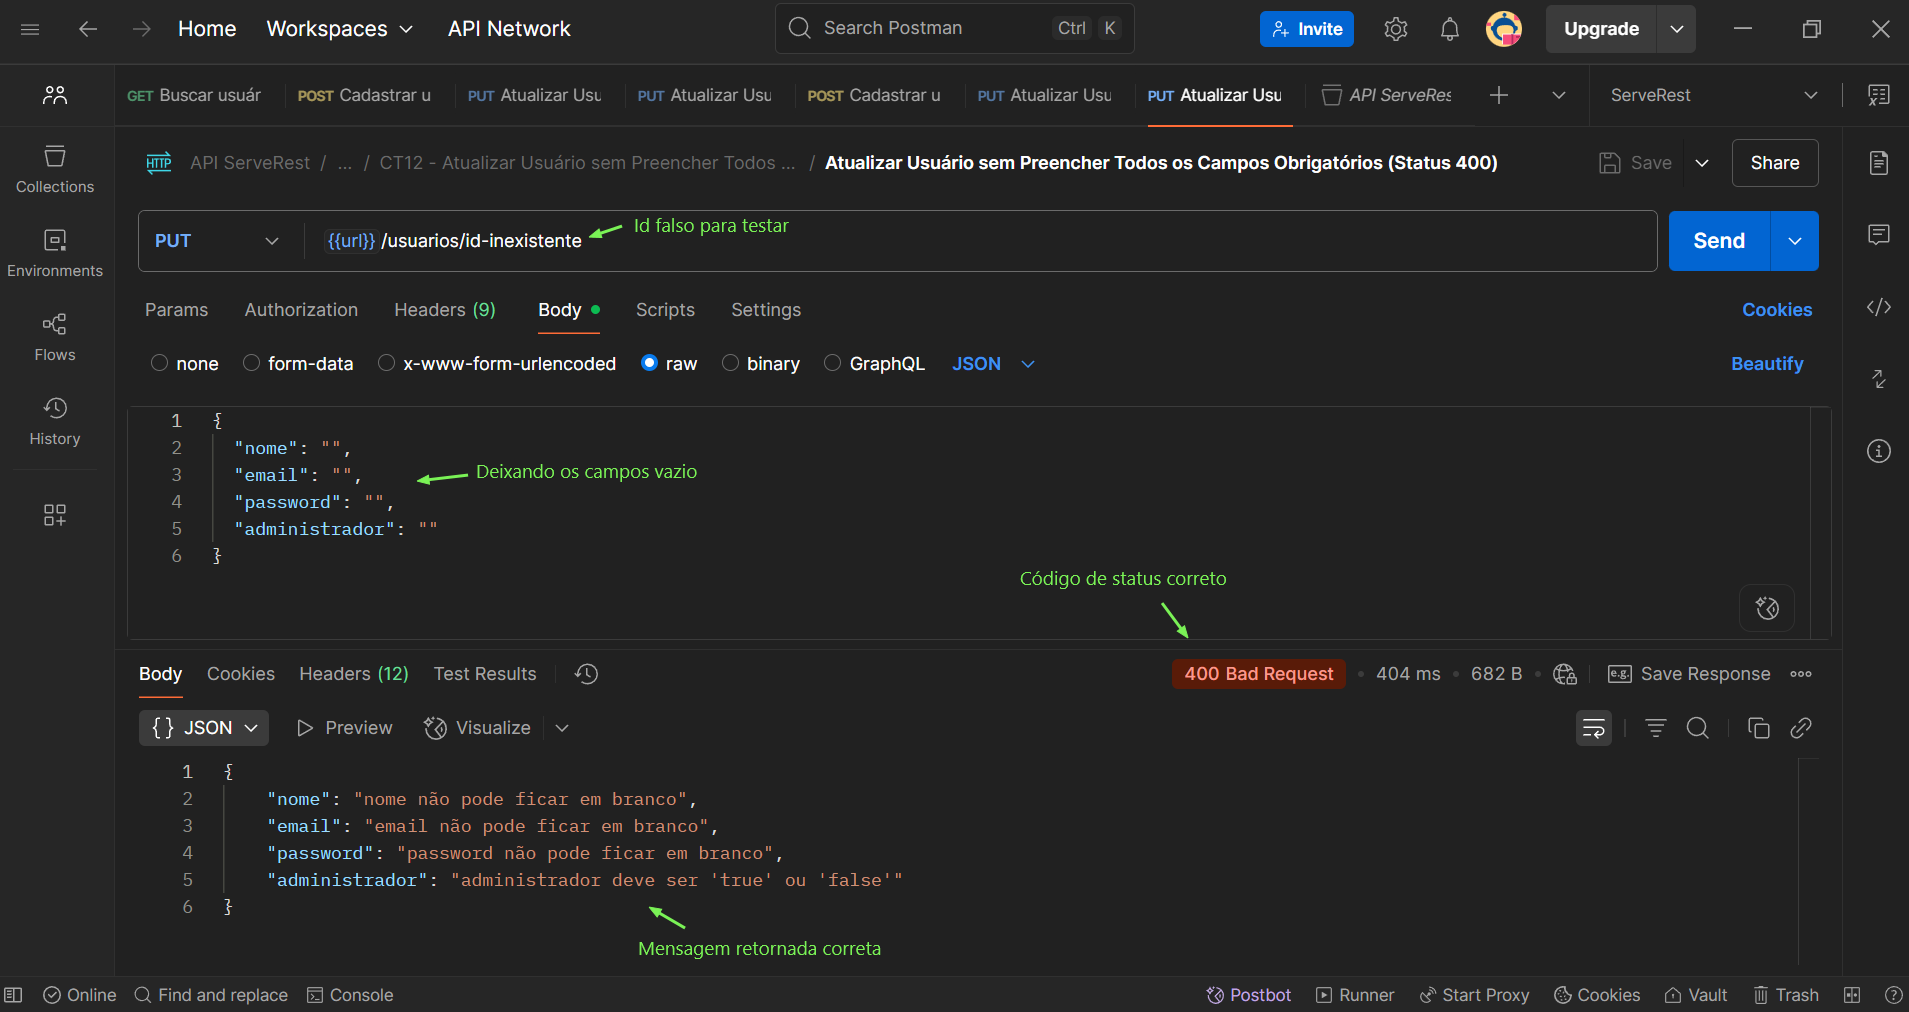 Home Workspaces API Network Search Postman Ctrl K Invite Upgrade
GET Buscar usuár POST Cadastrar u PUT Atualizar Usu PUT Atualizar Usu POST Cadastrar u PUT Atualizar Usu PUT Atualizar Usu API ServeRes ServeRest
HTTP API ServeRest / ... / CT12 - Atualizar Usuário sem Preencher Todos ... / Atualizar Usuário sem Preencher Todos os Campos Obrigatórios (Status 400) Save Share
Collections
Environments
Flows
History
PUT {{url}} /usuarios/id-inexistente Id falso para testar Send
Params Authorization Headers (9) Body Scripts Settings Cookies
none form-data x-www-form-urlencoded raw binary GraphQL JSON Beautify
1 {
2 "nome": "",
3 "email": "",
4 "password": "",
5 "administrador": ""
6 }
Deixando os campos vazio
Código de status correto
Body Cookies Headers (12) Test Results 400 Bad Request • 404 ms • 682 B • e.g. Save Response
{} JSON Preview Visualize
1 {
2 "nome": "nome não pode ficar em branco",
3 "email": "email não pode ficar em branco",
4 "password": "password não pode ficar em branco",
5 "administrador": "administrador deve ser 'true' ou 'false'"
6 }
Mensagem retornada correta
Online Find and replace Console Postbot Runner Start Proxy Cookies Vault Trash